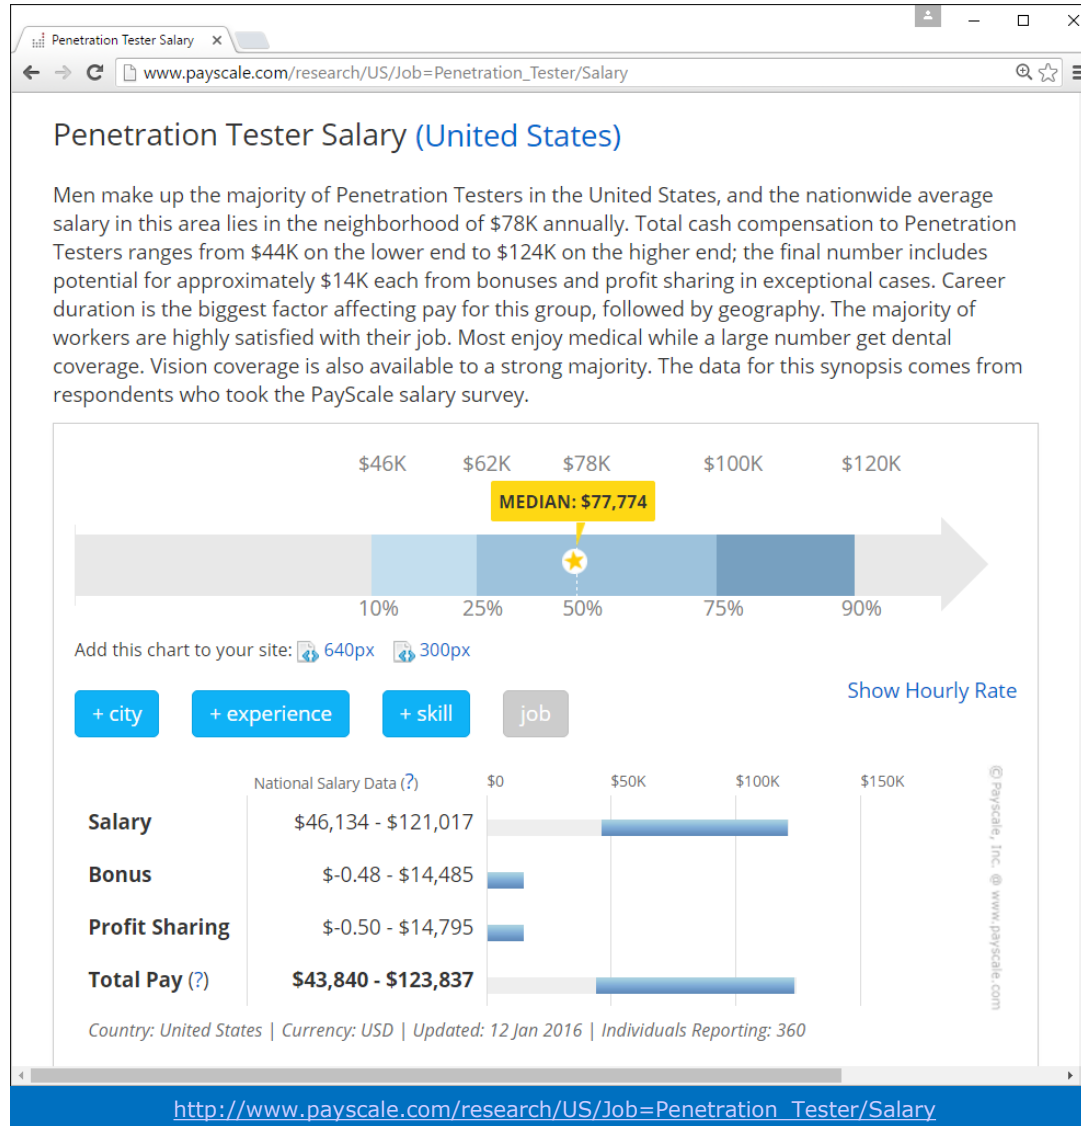 Penetration Tester Salary
www.payscale.com/research/US/Job=Penetration_Tester/Salary
Penetration Tester Salary (United States)
Men make up the majority of Penetration Testers in the United States, and the nationwide average
salary in this area lies in the neighborhood of $78K annually. Total cash compensation to Penetration
Testers ranges from $44K on the lower end to $124K on the higher end; the final number includes
potential for approximately $14K each from bonuses and profit sharing in exceptional cases. Career
duration is the biggest factor affecting pay for this group, followed by geography. The majority of
workers are highly satisfied with their job. Most enjoy medical while a large number get dental
coverage. Vision coverage is also available to a strong majority. The data for this synopsis comes from
respondents who took the PayScale salary survey.
$46K $62K $78K $100K $120K
MEDIAN: $77,774
10% 25% 50% 75% 90%
Add this chart to your site: 640px 300px
Show Hourly Rate
+ city + experience + skill job
National Salary Data (?) $0 $50K $100K $150K
Salary $46,134 - $121,017
Bonus $-0.48 - $14,485
Profit Sharing $-0.50 - $14,795
Total Pay (?) $43,840 - $123,837
© Payscale, Inc. @ www.payscale.com
Country: United States | Currency: USD | Updated: 12 Jan 2016 | Individuals Reporting: 360
http://www.payscale.com/research/US/Job=Penetration_Tester/Salary